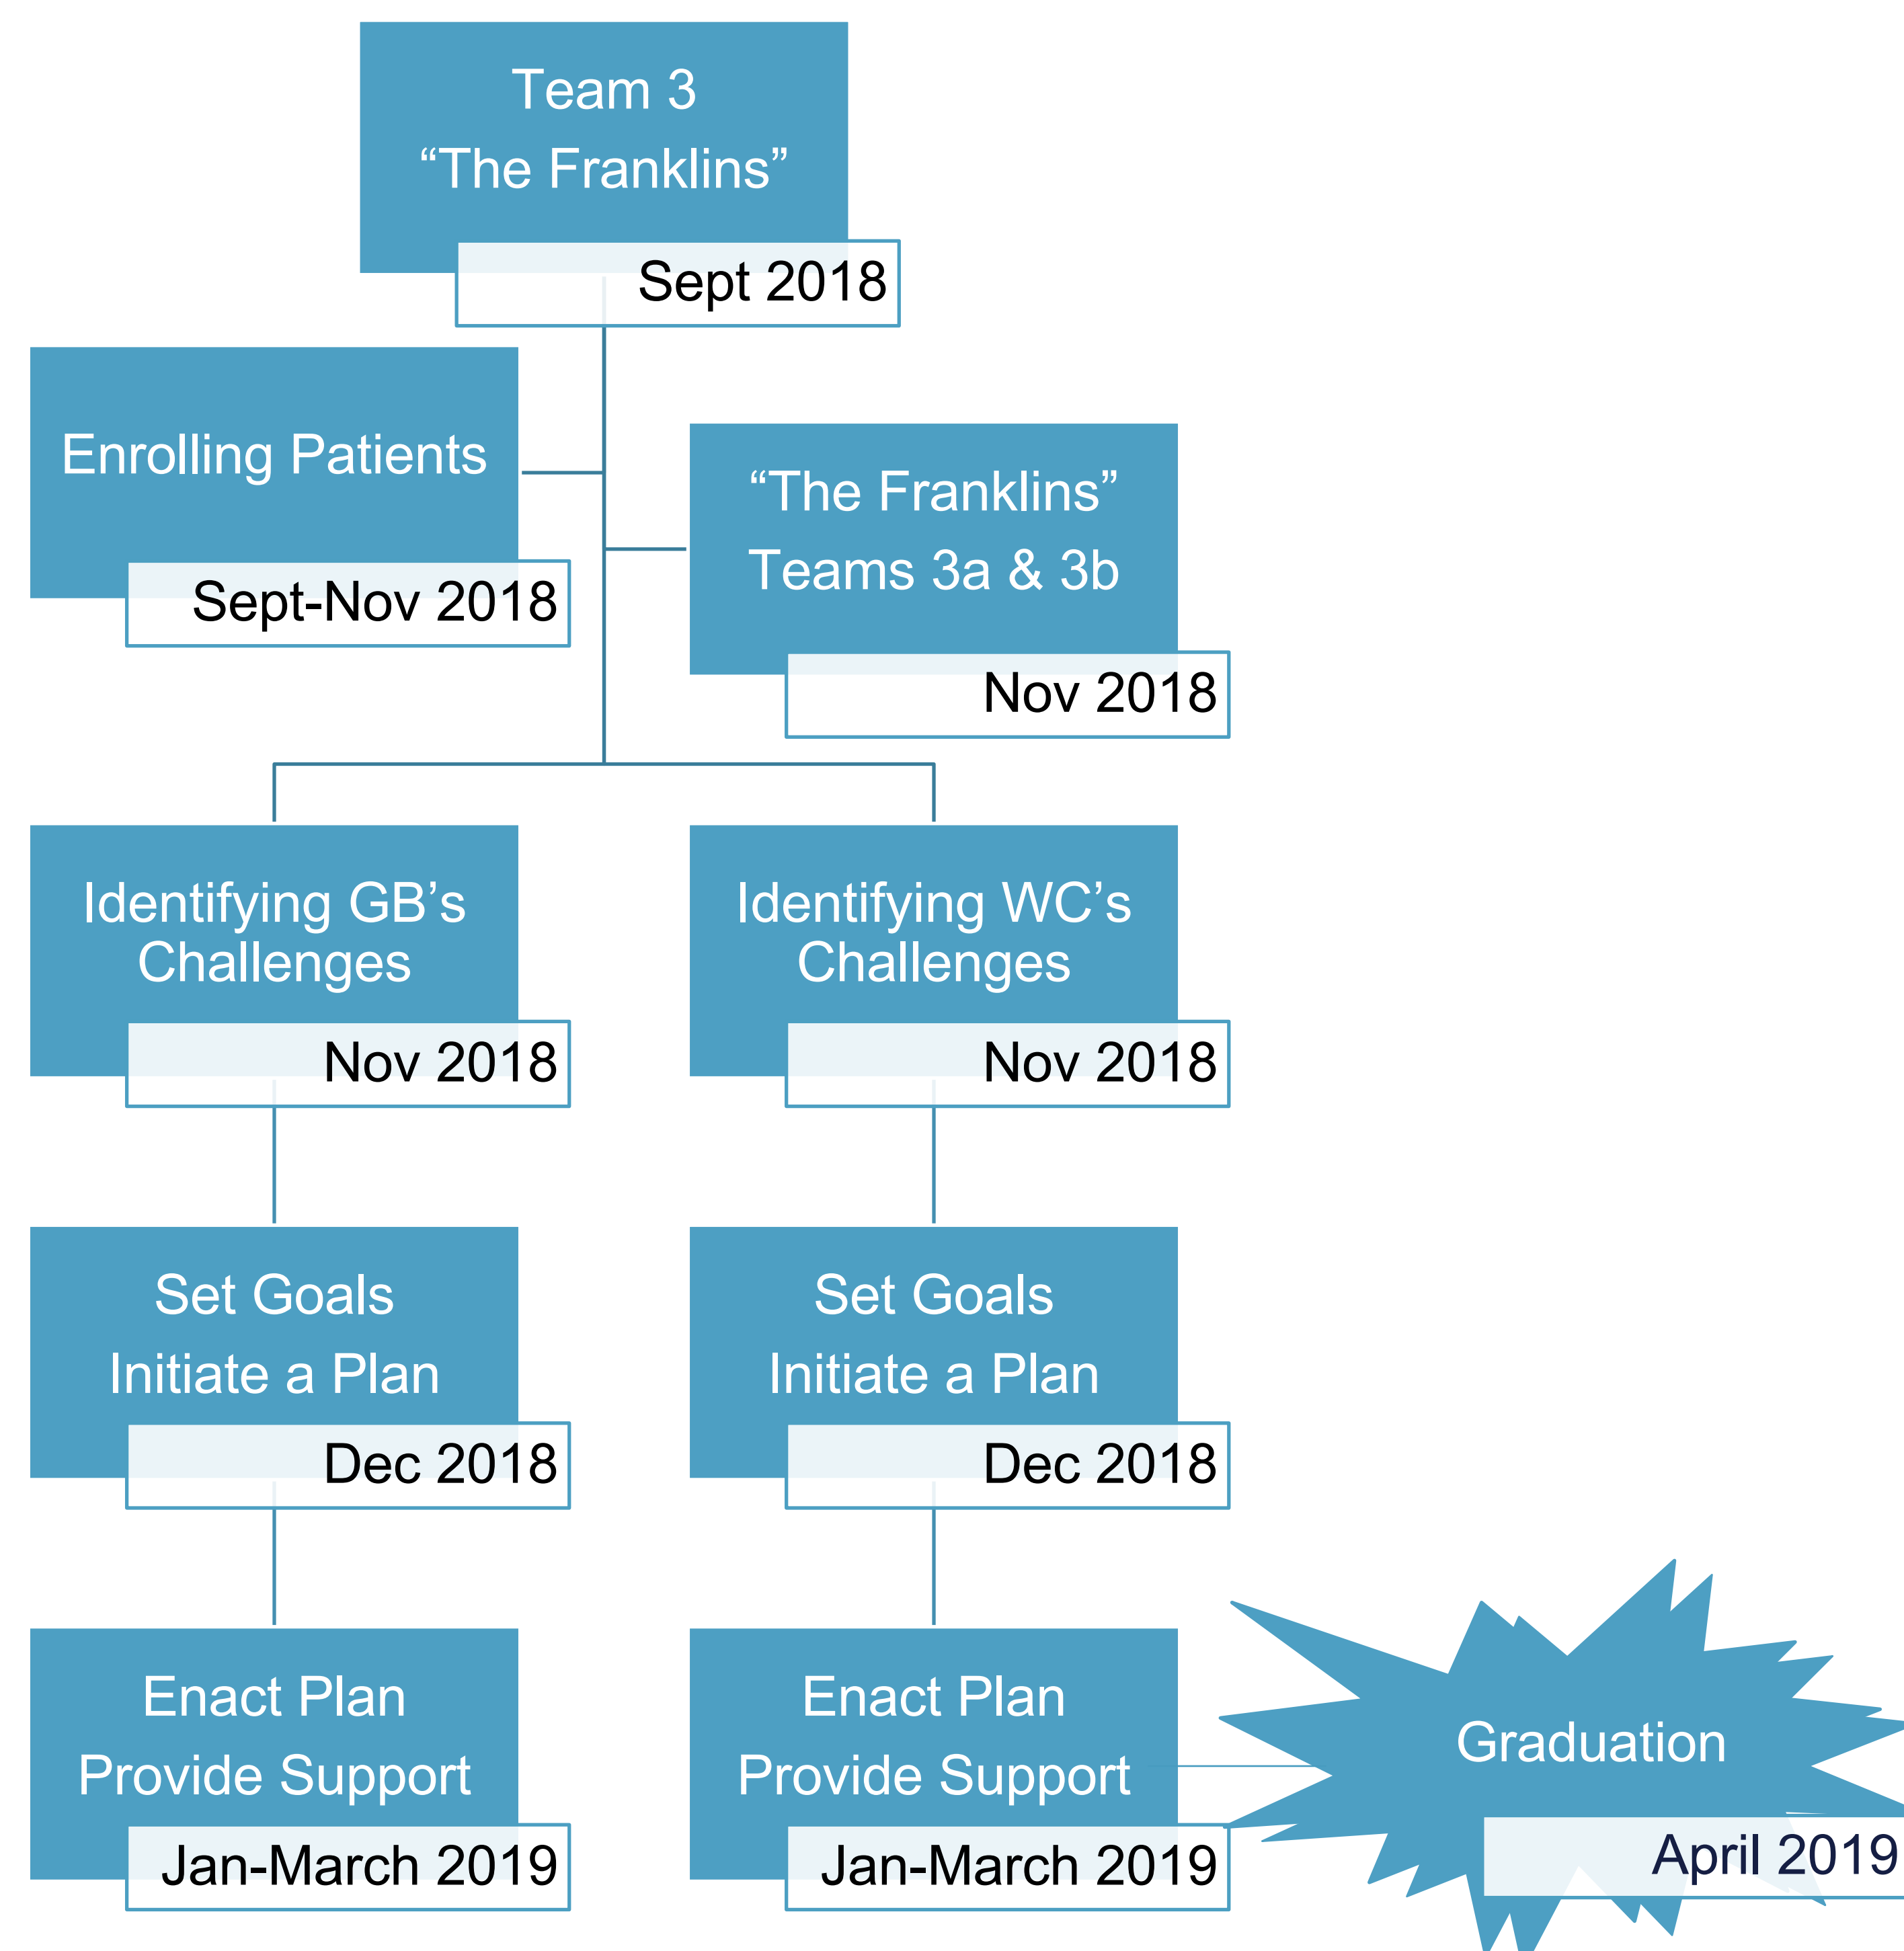 Team 3
“The Franklins”
Sept 2018
Enrolling Patients
Sept-Nov 2018
“The Franklins”
Teams 3a & 3b
Nov 2018
Identifying GB’s
Challenges
Nov 2018
Identifying WC’s
Challenges
Nov 2018
Set Goals
Initiate a Plan
Dec 2018
Set Goals
Initiate a Plan
Dec 2018
Enact Plan
Provide Support
Jan-March 2019
Enact Plan
Provide Support
Jan-March 2019
Graduation
April 2019